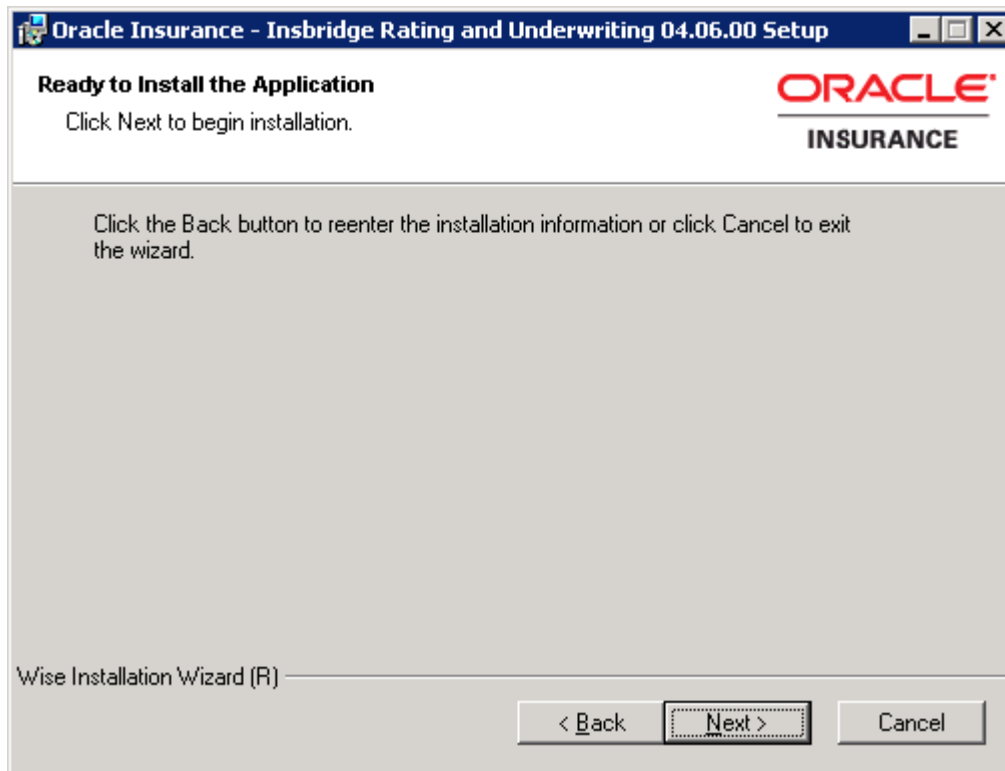 Oracle Insurance - Insbridge Rating and Underwriting 04.06.00 Setup
Ready to Install the Application
Click Next to begin installation.
ORACLE
INSURANCE
Click the Back button to reenter the installation information or click Cancel to exit
the wizard.
Wise Installation Wizard (R)
< Back
Next >
Cancel